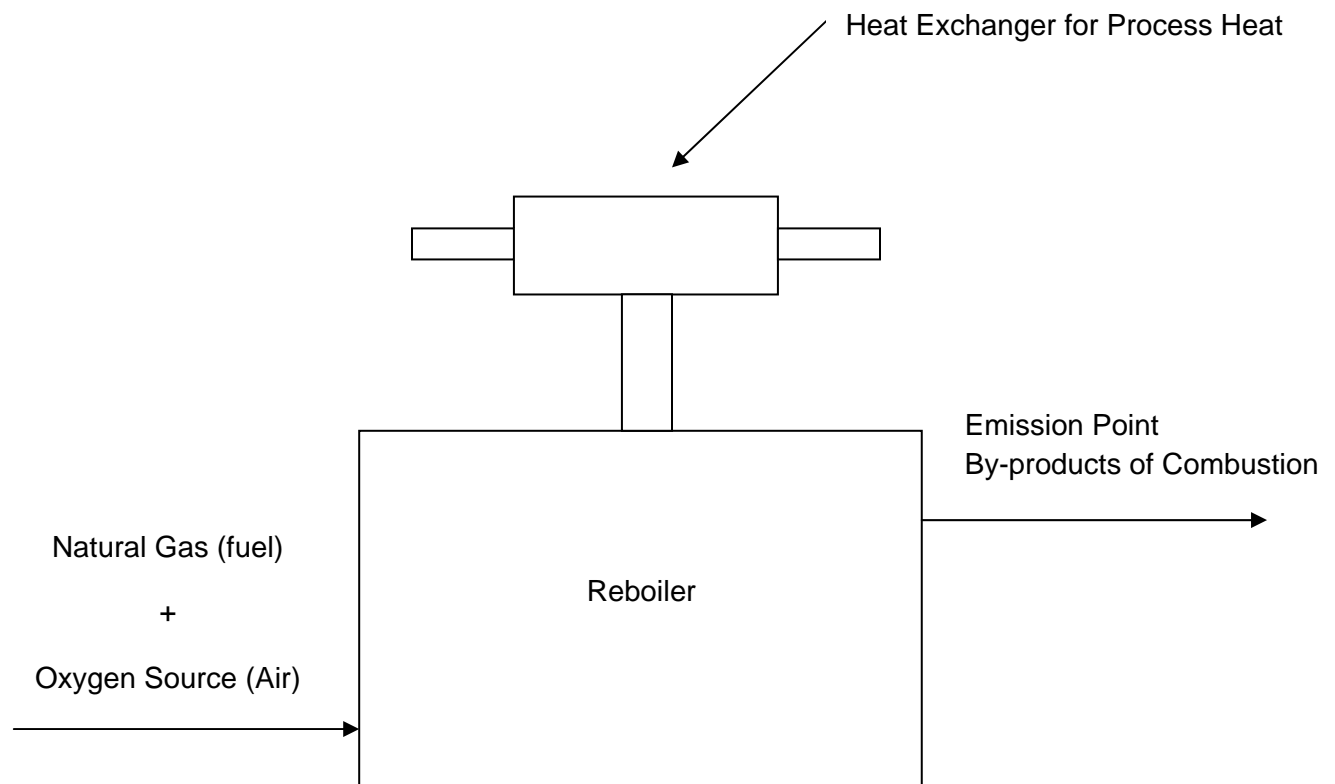 Heat Exchanger for Process Heat
Emission Point
By-products of Combustion
Natural Gas (fuel)
+
Oxygen Source (Air)
Reboiler